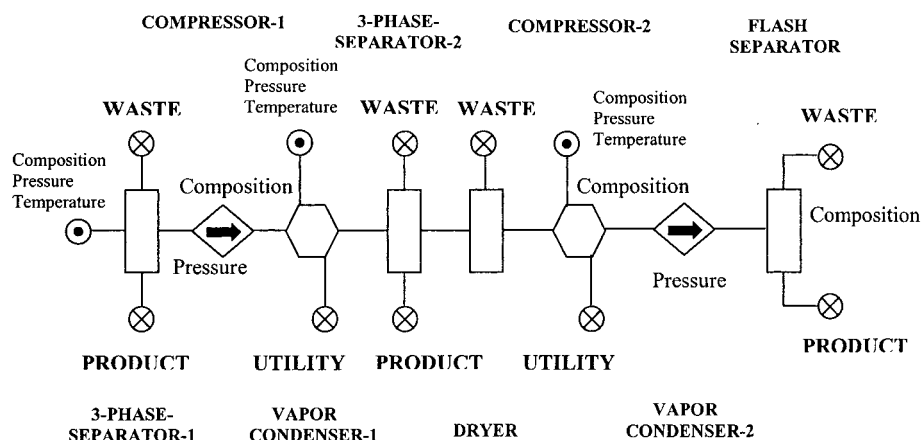 COMPRESSOR-1
3-PHASE-
SEPARATOR-2
COMPRESSOR-2
FLASH
SEPARATOR
Composition
Pressure
Temperature
Composition
Pressure
Temperature
WASTE
WASTE
WASTE
WASTE
Composition
Pressure
Temperature
Composition
Composition
Composition
Pressure
Pressure
PRODUCT
UTILITY
PRODUCT
UTILITY
PRODUCT
3-PHASE-
SEPARATOR-1
VAPOR
CONDENSER-1
DRYER
VAPOR
CONDENSER-2